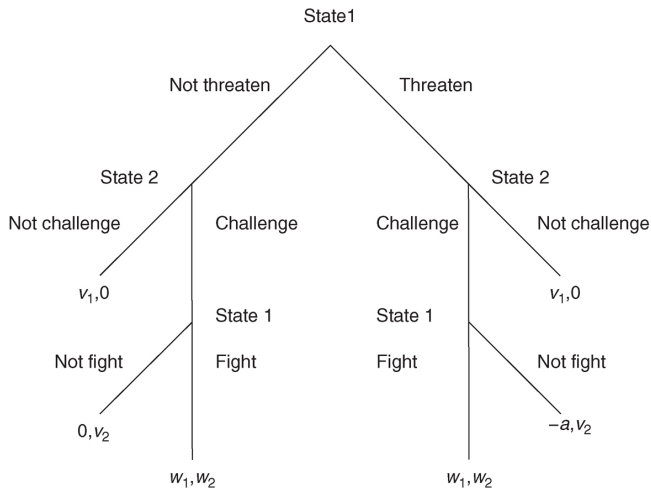 State1
Not threaten Threaten
State 2 State 2
Not challenge Challenge Challenge Not challenge
v₁,0 v₁,0
State 1 State 1
Not fight Fight Fight Not fight
0,v₂ –a,v₂
w₁,w₂ w₁,w₂